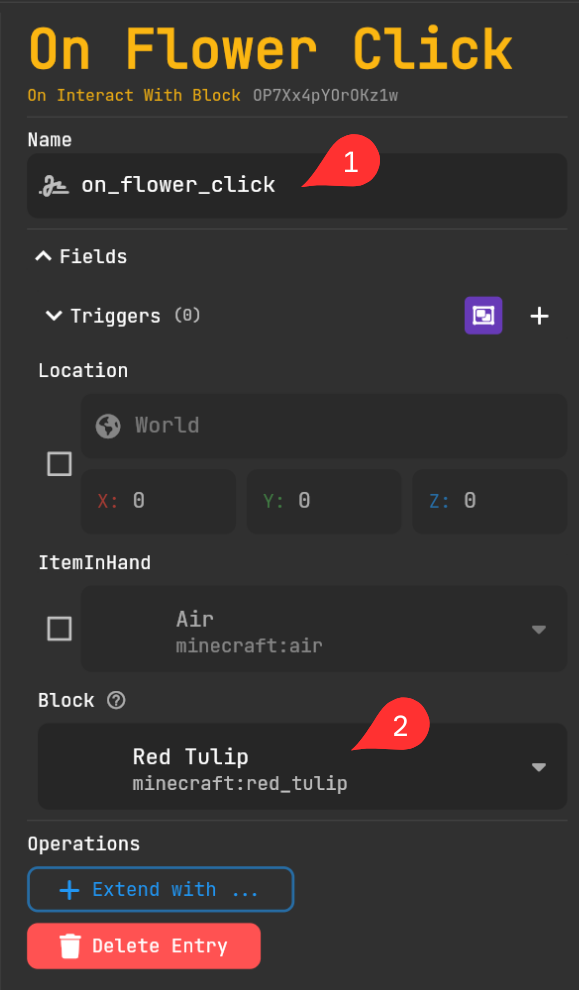 On Flower Click
On Interact With Block OP7Xx4pYOrOKz1w
Name
1
on_flower_click
Fields
Triggers (0)
Location
World
X: 0 Y: 0 Z: 0
ItemInHand
Air
minecraft:air
Block
2
Red Tulip
minecraft:red_tulip
Operations
Extend with ...
Delete Entry